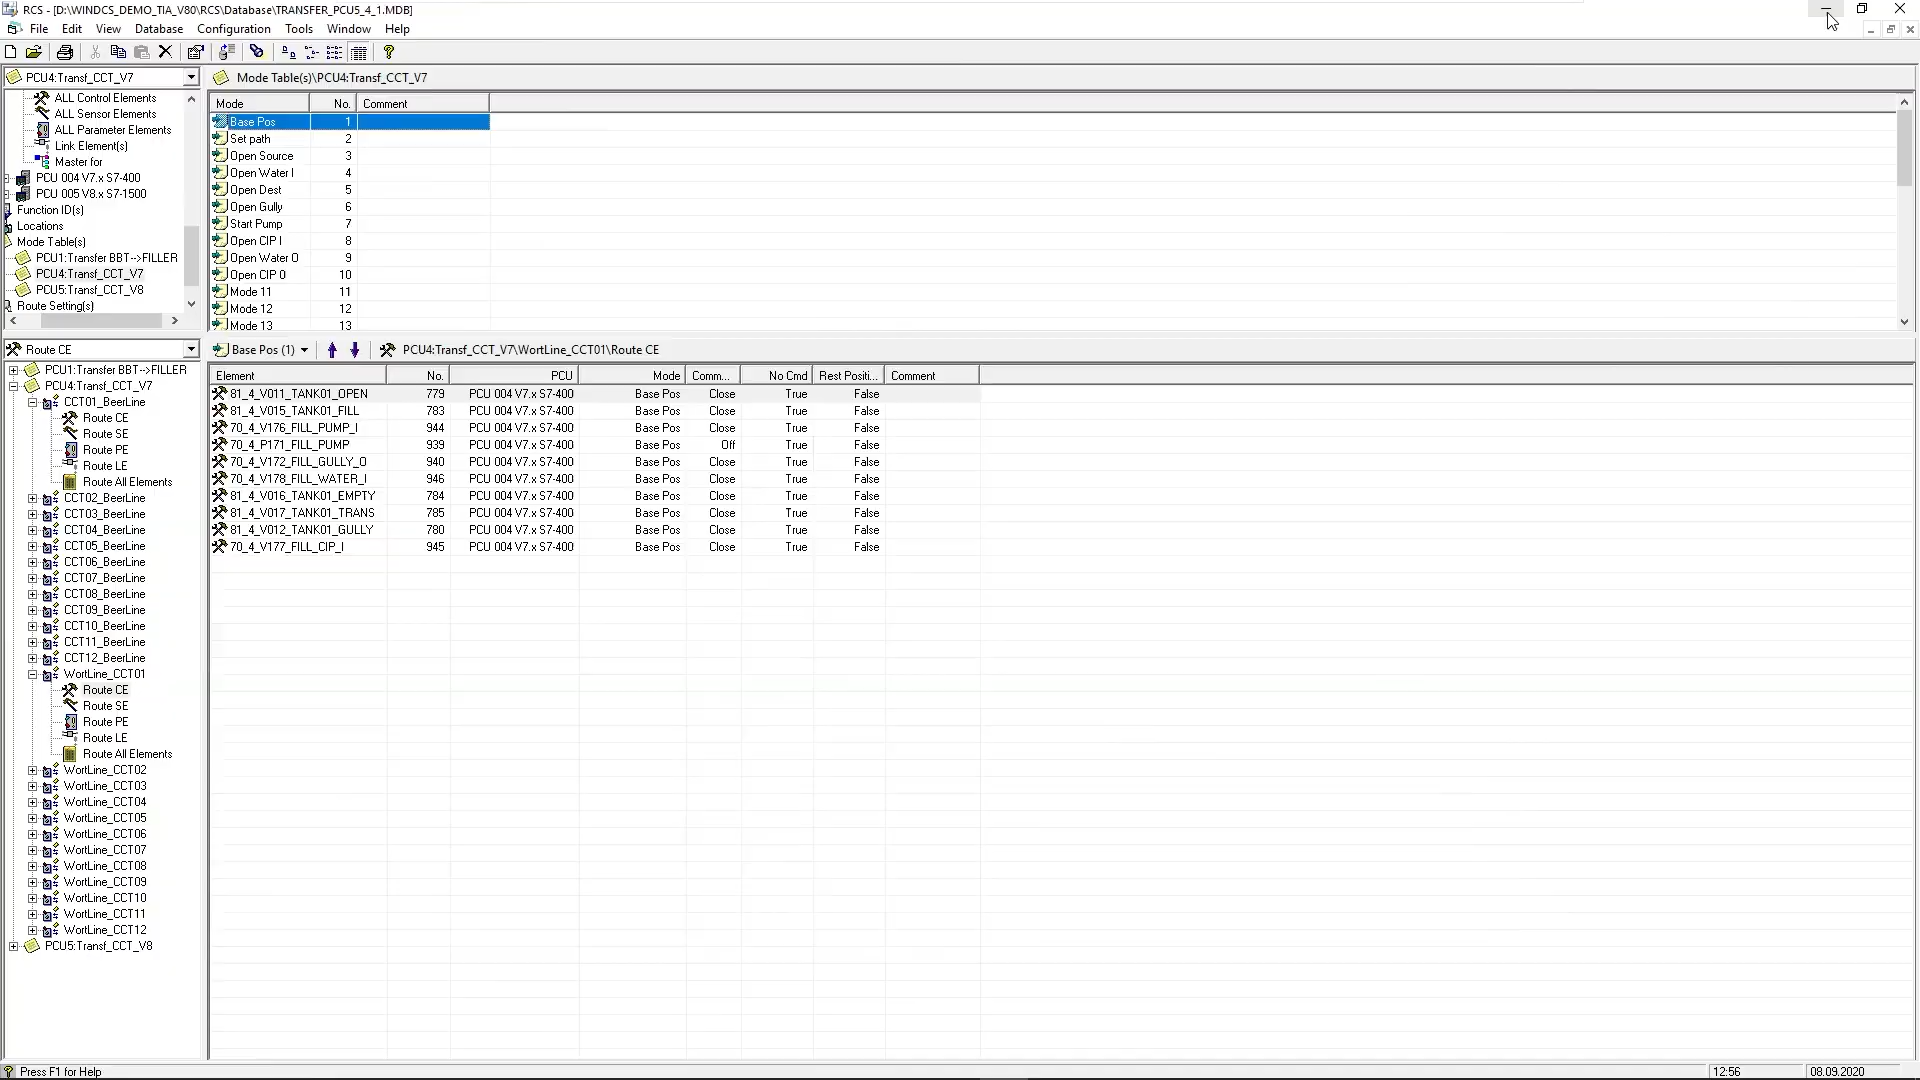 RCS - [D:\WINDCS_DEMO_TIA_V80\RCS\Database\TRANSFER_PCU5_4_1.MDB]
File Edit View Database Configuration Tools Window Help
PCU4:Transf_CCT_V7
ALL Control Elements
ALL Sensor Elements
ALL Parameter Elements
Link Element(s)
Master for
PCU 004 V7.x S7-400
PCU 005 V8.x S7-1500
Function ID(s)
Locations
Mode Table(s)
PCU1:Transfer BBT-->FILLER
PCU4:Transf_CCT_V7
PCU5:Transf_CCT_V8
Route Setting(s)
Mode Table(s)\PCU4:Transf_CCT_V7
Mode No. Comment
Base Pos 1
Set path 2
Open Source 3
Open Water I 4
Open Dest 5
Open Gully 6
Start Pump 7
Open CIP I 8
Open Water O 9
Open CIP O 10
Mode 11 11
Mode 12 12
Mode 13 13
Route CE
PCU1:Transfer BBT-->FILLER
PCU4:Transf_CCT_V7
CCT01_BeerLine
Route CE
Route SE
Route PE
Route LE
Route All Elements
CCT02_BeerLine
CCT03_BeerLine
CCT04_BeerLine
CCT05_BeerLine
CCT06_BeerLine
CCT07_BeerLine
CCT08_BeerLine
CCT09_BeerLine
CCT10_BeerLine
CCT11_BeerLine
CCT12_BeerLine
WortLine_CCT01
Route CE
Route SE
Route PE
Route LE
Route All Elements
WortLine_CCT02
WortLine_CCT03
WortLine_CCT04
WortLine_CCT05
WortLine_CCT06
WortLine_CCT07
WortLine_CCT08
WortLine_CCT09
WortLine_CCT10
WortLine_CCT11
WortLine_CCT12
PCU5:Transf_CCT_V8
Base Pos (1) PCU4:Transf_CCT_V7\WortLine_CCT01\Route CE
Element No. PCU Mode Comm... No Cmd Rest Positi... Comment
81_4_V011_TANK01_OPEN 779 PCU 004 V7.x S7-400 Base Pos Close True False
81_4_V015_TANK01_FILL 783 PCU 004 V7.x S7-400 Base Pos Close True False
70_4_V176_FILL_PUMP_I 944 PCU 004 V7.x S7-400 Base Pos Close True False
70_4_P171_FILL_PUMP 939 PCU 004 V7.x S7-400 Base Pos Off True False
70_4_V172_FILL_GULLY_O 940 PCU 004 V7.x S7-400 Base Pos Close True False
70_4_V178_FILL_WATER_I 946 PCU 004 V7.x S7-400 Base Pos Close True False
81_4_V016_TANK01_EMPTY 784 PCU 004 V7.x S7-400 Base Pos Close True False
81_4_V017_TANK01_TRANS 785 PCU 004 V7.x S7-400 Base Pos Close True False
81_4_V012_TANK01_GULLY 780 PCU 004 V7.x S7-400 Base Pos Close True False
70_4_V177_FILL_CIP_I 945 PCU 004 V7.x S7-400 Base Pos Close True False
Press F1 for Help 12:56 08.09.2020